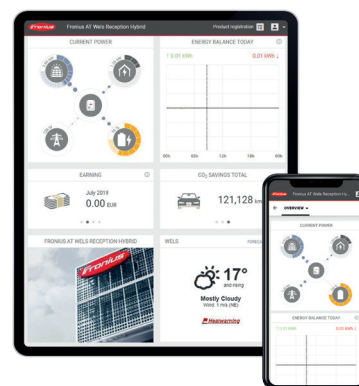 Fronius
Fronius AT Wels Reception Hybrid
Product registration
CURRENT POWER
ENERGY BALANCE TODAY
↑ 0.01 kWh
0.01 kWh ↓
00h
06h
12h
18h
00h
EARNING
July 2019
0.00 EUR
CO₂ SAVINGS TOTAL
121,128 km
FRONIUS AT WELS RECEPTION HYBRID
Fronius
WELS
17°
and rising
Mostly Cloudy
Wind: 1 m/s (NE)
Heatwarning
Fronius
Fronius AT Wels Reception Hy...
OVERVIEW
CURRENT POWER
ENERGY BALANCE TODAY
↑ 0.01 kWh
0.01 kWh ↓